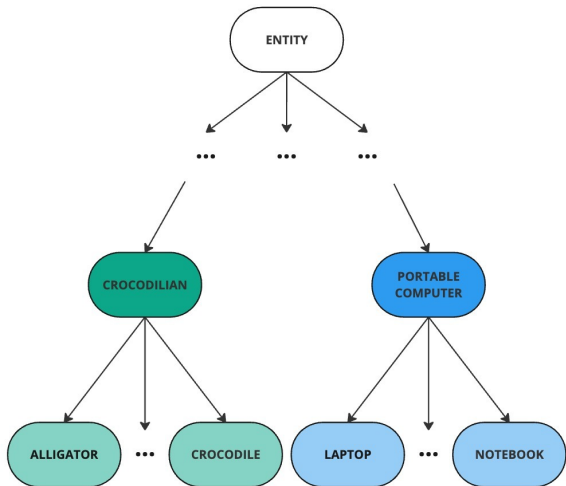 ENTITY
... ... ...
CROCODILIAN
PORTABLE
COMPUTER
ALLIGATOR ... CROCODILE LAPTOP ... NOTEBOOK